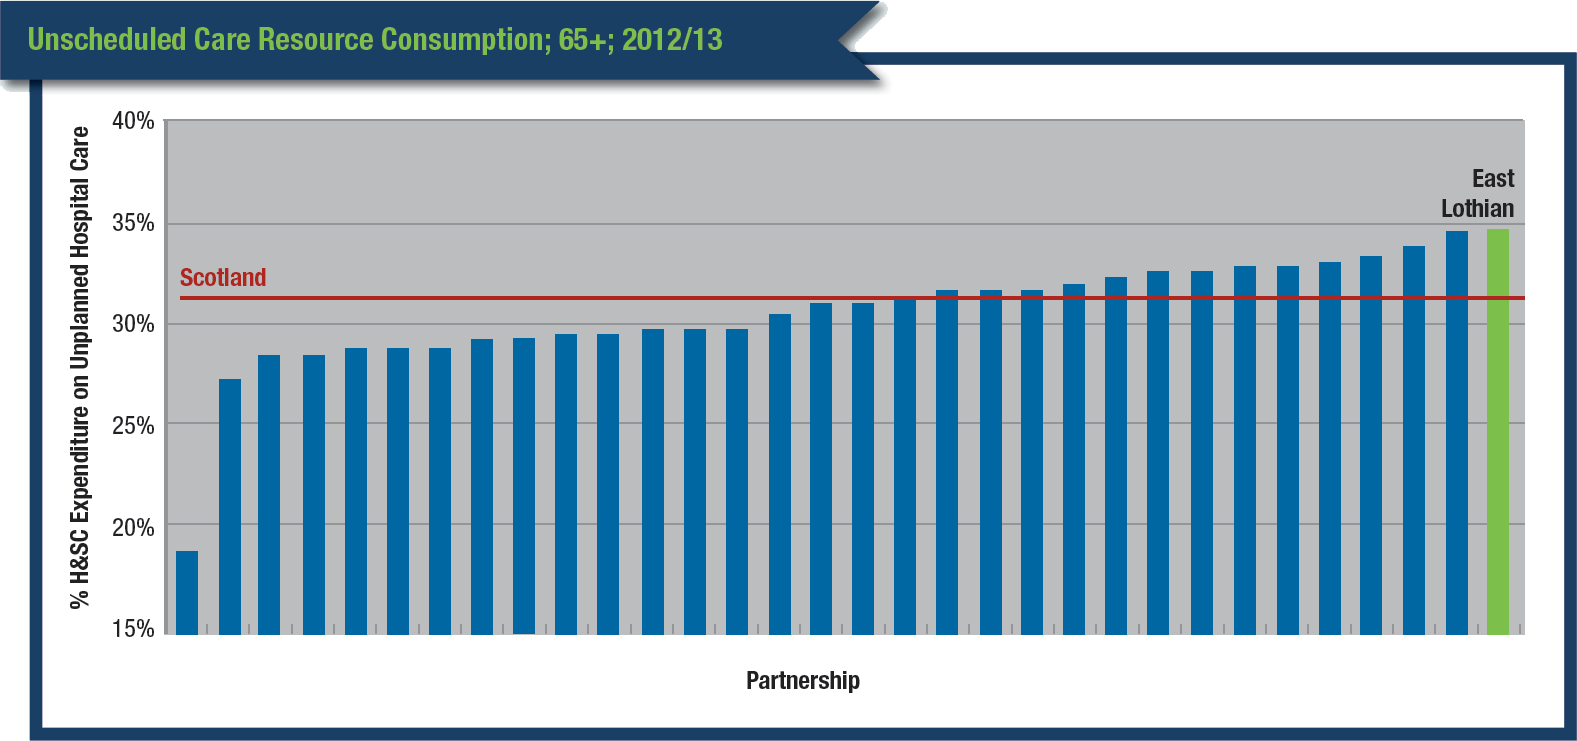 Unscheduled Care Resource Consumption; 65+; 2012/13
% H&SC Expenditure on Unplanned Hospital Care
40%
35%
30%
25%
20%
15%
Scotland
East
Lothian
Partnership